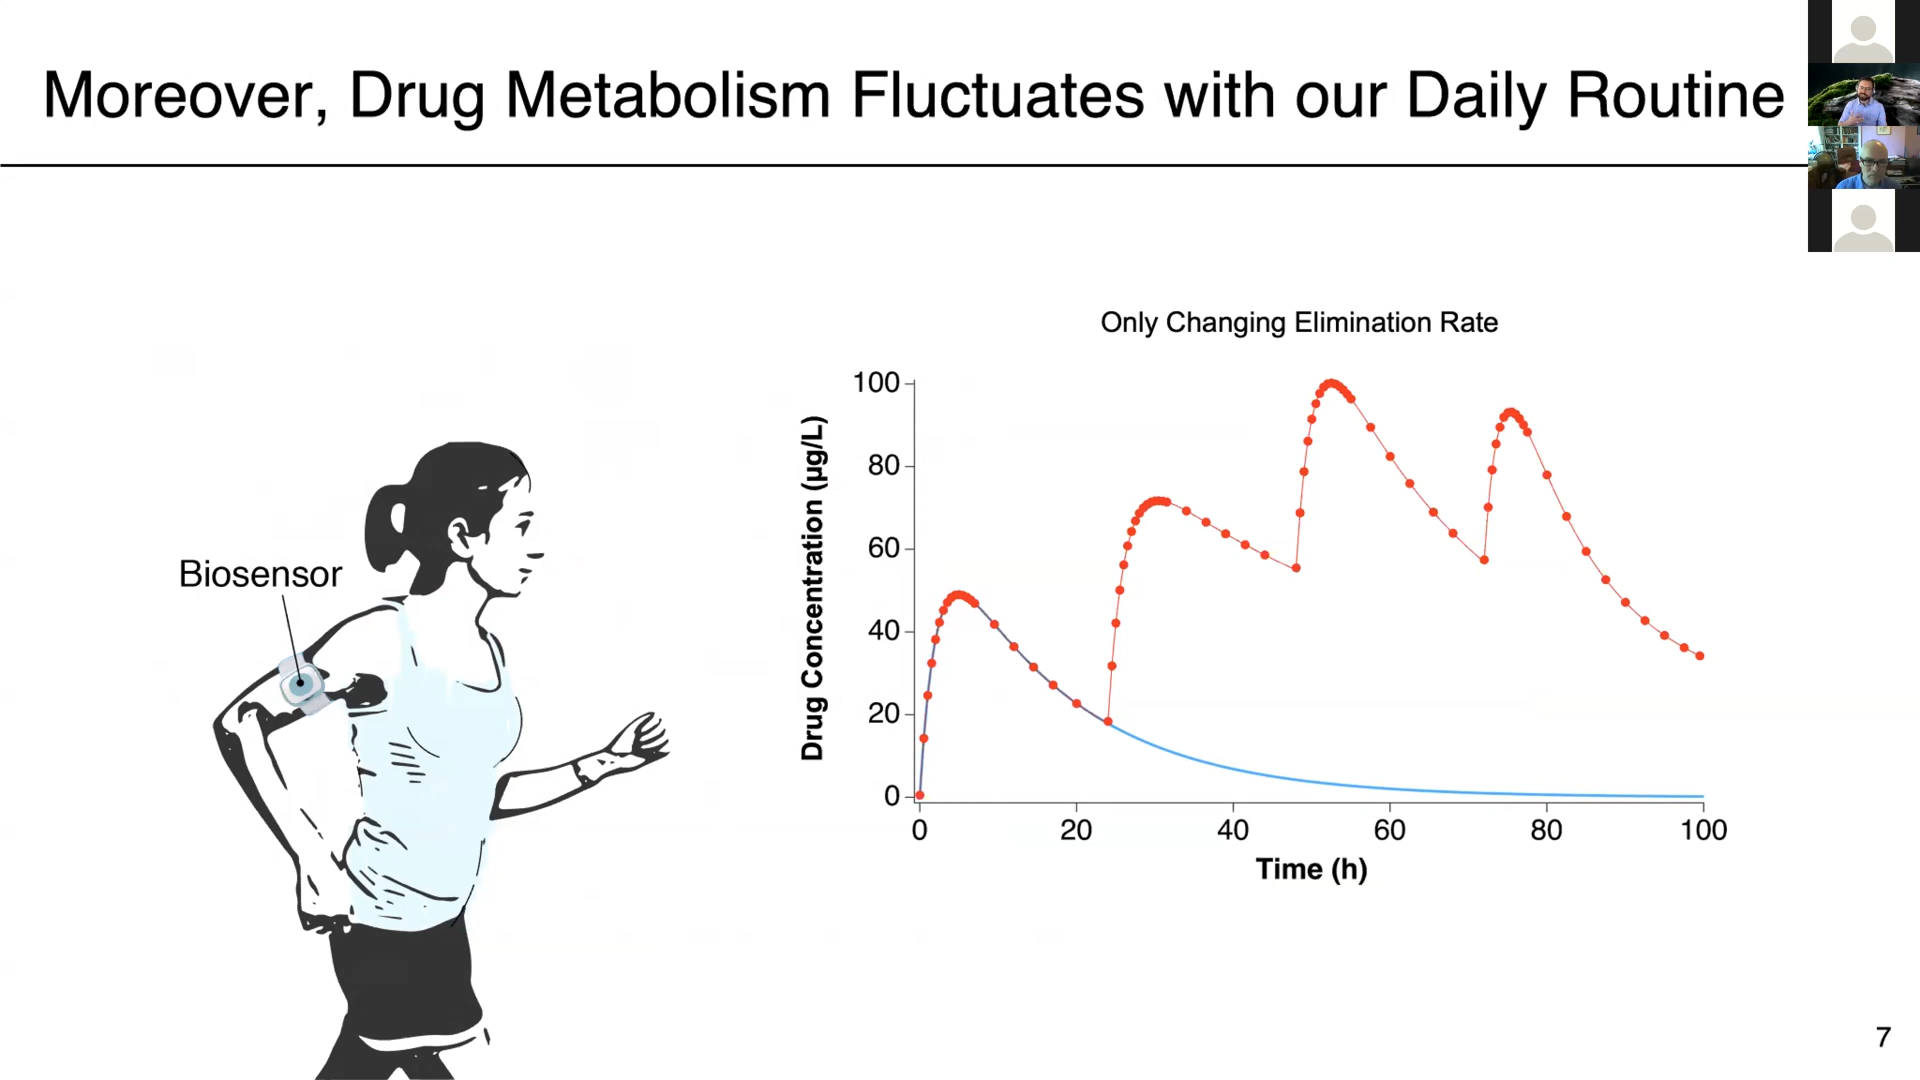 Moreover, Drug Metabolism Fluctuates with our Daily Routine
Biosensor
Only Changing Elimination Rate
Drug Concentration (µg/L)
100
80
60
40
20
0
0 20 40 60 80 100
Time (h)
7